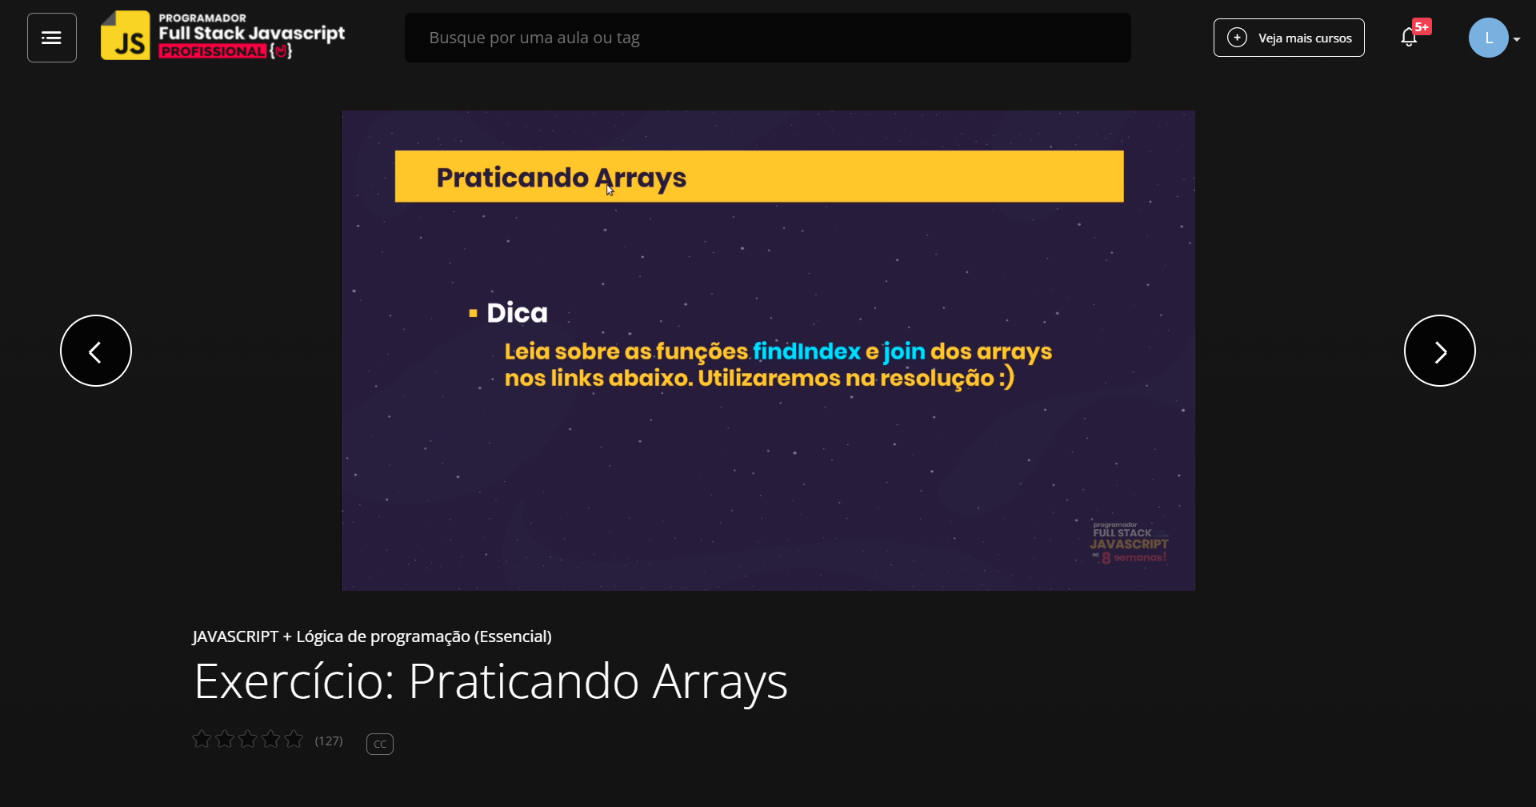 JS
PROGRAMADOR
Full Stack Javascript
PROFISSIONAL
Busque por uma aula ou tag
Veja mais cursos
5+
L
Praticando Arrays
Dica
Leia sobre as funções findIndex e join dos arrays
nos links abaixo. Utilizaremos na resolução :)
programador
FULL STACK
JAVASCRIPT
em 8 semanas!
JAVASCRIPT + Lógica de programação (Essencial)
Exercício: Praticando Arrays
(127)
CC